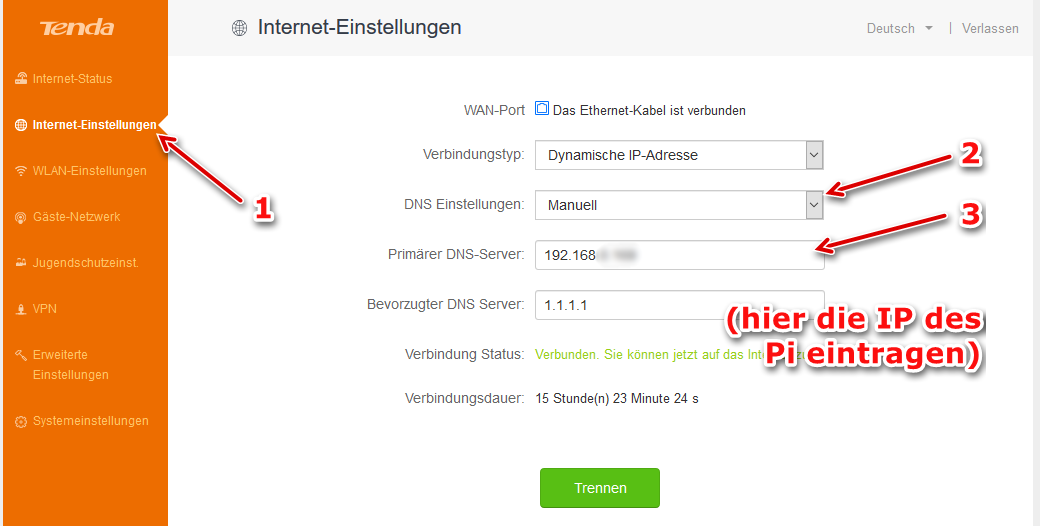 Tenda
Internet-Einstellungen
Deutsch
Verlassen
Internet-Status
Internet-Einstellungen
WLAN-Einstellungen
Gäste-Netzwerk
Jugendschutzeinst.
VPN
Erweiterte
Einstellungen
Systemeinstellungen
1
WAN-Port Das Ethernet-Kabel ist verbunden
Verbindungstyp: Dynamische IP-Adresse
2
DNS Einstellungen: Manuell
3
Primärer DNS-Server: 192.168
Bevorzugter DNS Server: 1.1.1.1
(hier die IP des
Pi eintragen)
Verbindung Status: Verbunden. Sie können jetzt auf das
Verbindungsdauer: 15 Stunde(n) 23 Minute 24 s
Trennen